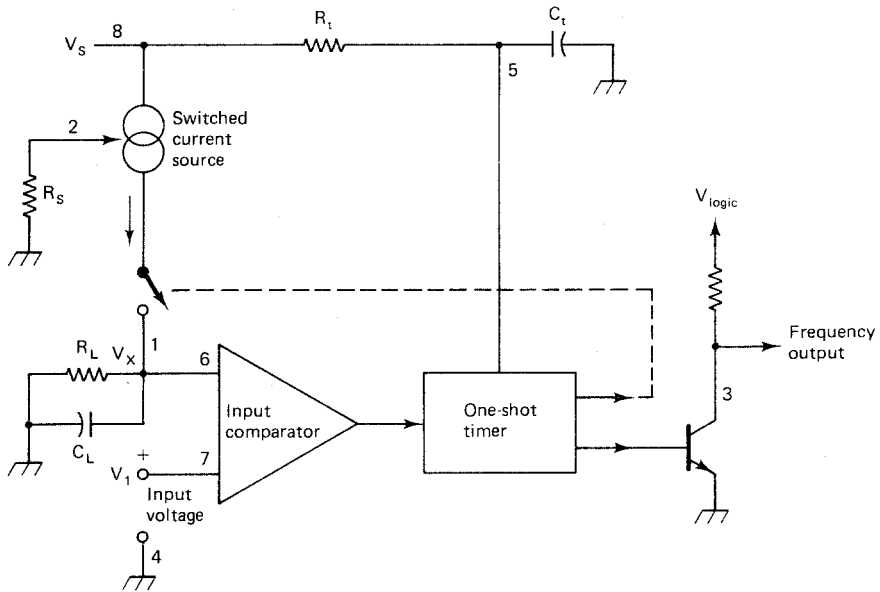 R_t
C_t
V_S
8
5
Switched
current
source
2
R_S
V_logic
R_L
V_X
1
6
Frequency
output
Input
comparator
One-shot
timer
3
C_L
+
7
V_1
Input
voltage
4